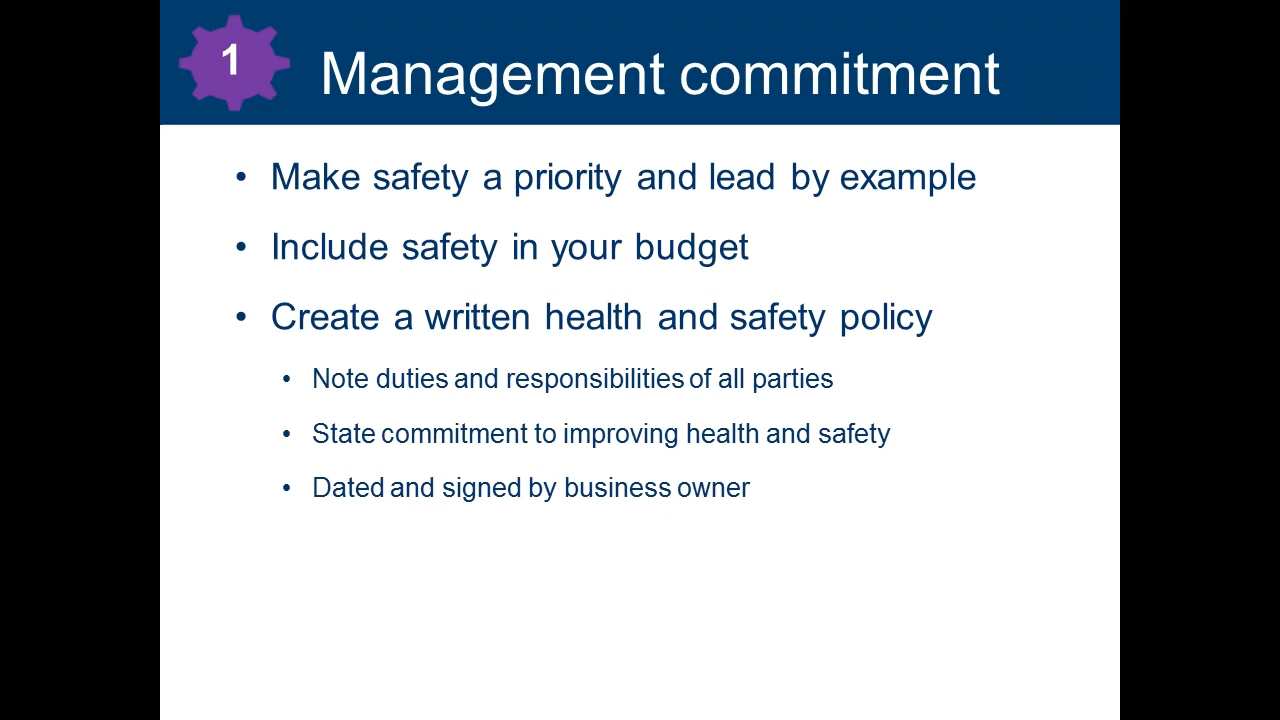 1
Management commitment
• Make safety a priority and lead by example
• Include safety in your budget
• Create a written health and safety policy
• Note duties and responsibilities of all parties
• State commitment to improving health and safety
• Dated and signed by business owner